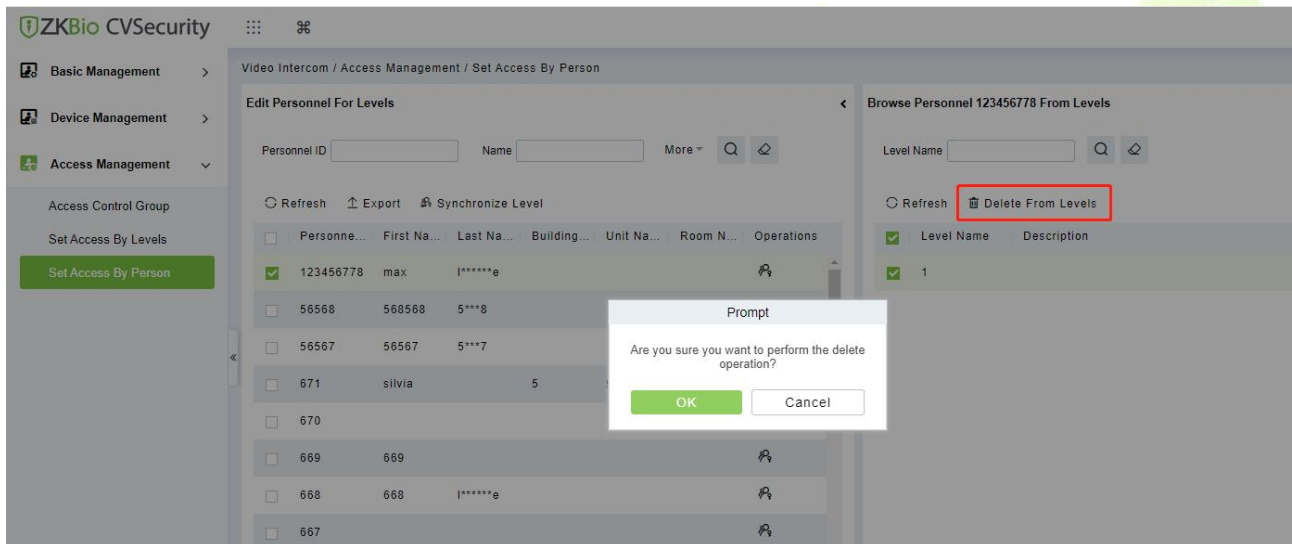 ZKBio CVSecurity
Basic Management
Device Management
Access Management
Access Control Group
Set Access By Levels
Set Access By Person
Video Intercom / Access Management / Set Access By Person
Edit Personnel For Levels
Personnel ID Name More
Refresh Export Synchronize Level
Personne... First Na... Last Na... Building... Unit Na... Room N... Operations
123456778 max l******e
56568 568568 5***8
56567 56567 5***7
671 silvia 5
670
669 669
668 668 l******e
667
Browse Personnel 123456778 From Levels
Level Name
Refresh Delete From Levels
Level Name Description
1
Prompt
Are you sure you want to perform the delete
operation?
OK Cancel